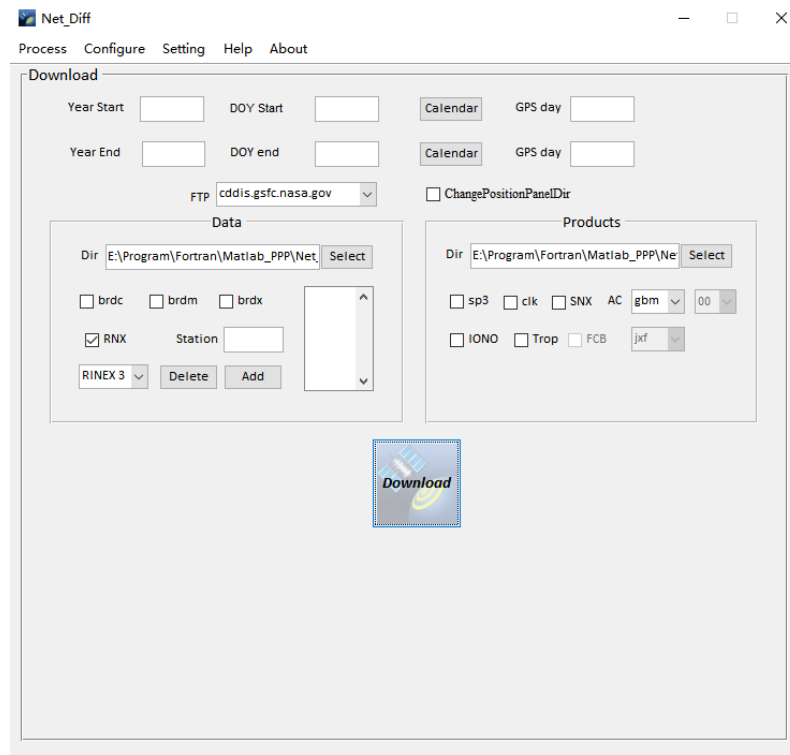 Net_Diff
Process Configure Setting Help About
Download
Year Start DOY Start Calendar GPS day
Year End DOY end Calendar GPS day
FTP cddis.gsfc.nasa.gov ChangePositionPanelDir
Data
Dir E:\Program\Fortran\Matlab_PPP\Net_ Select
brdc brdm brdx
RNX Station
RINEX 3 Delete Add
Products
Dir E:\Program\Fortran\Matlab_PPP\Ne Select
sp3 clk SNX AC gbm 00
IONO Trop FCB jxf
Download